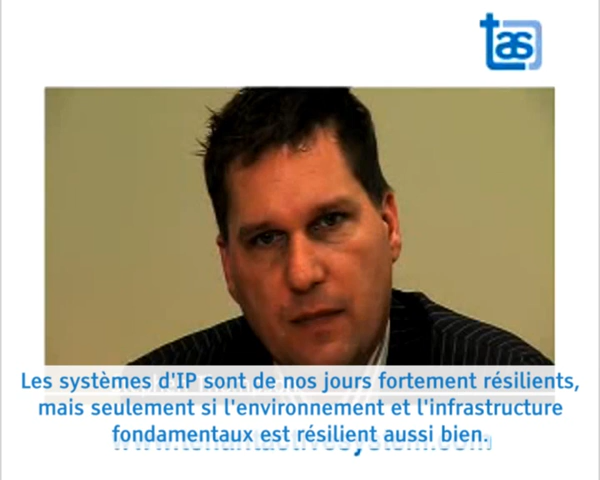 tas
Les systèmes d'IP sont de nos jours fortement résilients,
mais seulement si l'environnement et l'infrastructure
fondamentaux est résilient aussi bien.